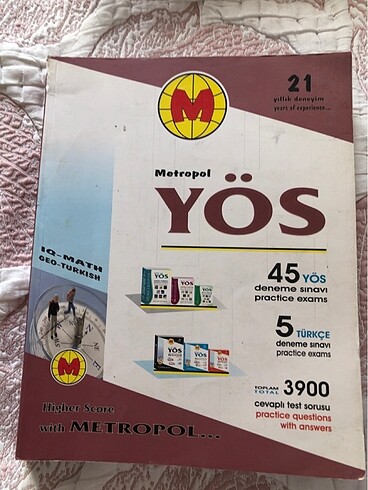 M
21
yıllık deneyim
years of experience...
Metropol
YÖS
IQ-MATH
GEO-TURKISH
45 YÖS
deneme sınavı
practice exams
5 TÜRKÇE
deneme sınavı
practice exams
YÖS
YÖS
M
TOPLAM
TOTAL 3900
cevaplı test sorusu
practice questions
with answers
Higher Score
with METROPOL...